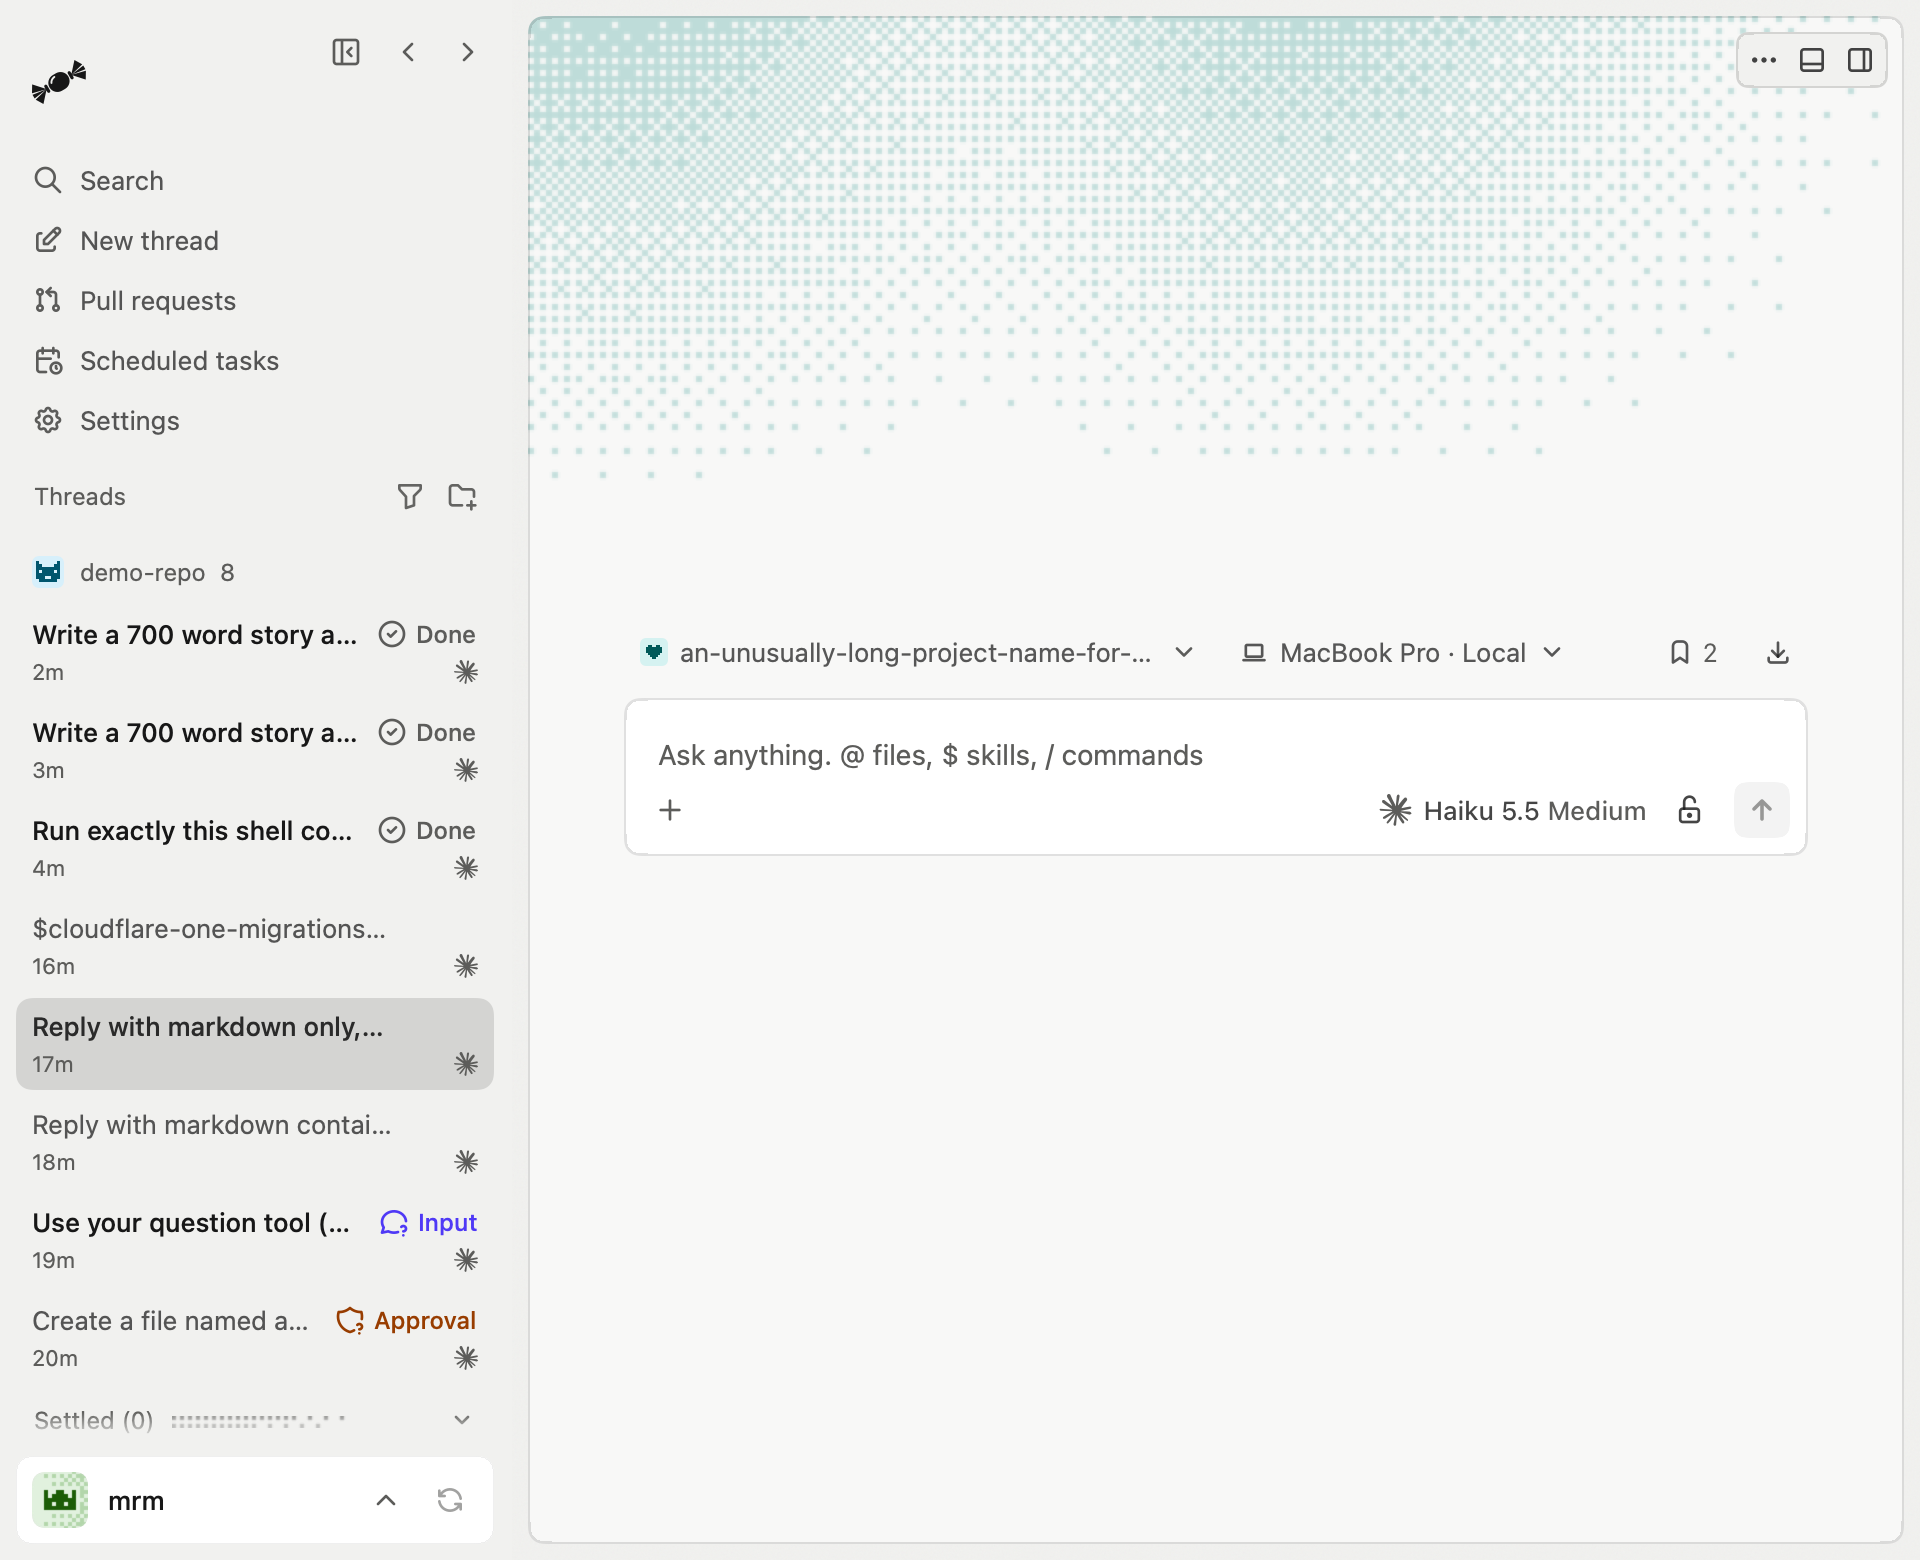 Search
New thread
Pull requests
Scheduled tasks
Settings
Threads
demo-repo 8
Write a 700 word story a... Done
2m
Write a 700 word story a... Done
3m
Run exactly this shell co... Done
4m
$cloudflare-one-migrations...
16m
Reply with markdown only,...
17m
Reply with markdown contai...
18m
Use your question tool (... Input
19m
Create a file named a... Approval
20m
Settled (0)
mrm
an-unusually-long-project-name-for-... MacBook Pro · Local 2
Ask anything. @ files, $ skills, / commands
Haiku 5.5 Medium